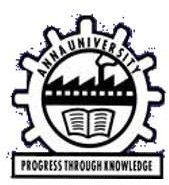 ANNA UNIVERSITY
PROGRESS THROUGH KNOWLEDGE